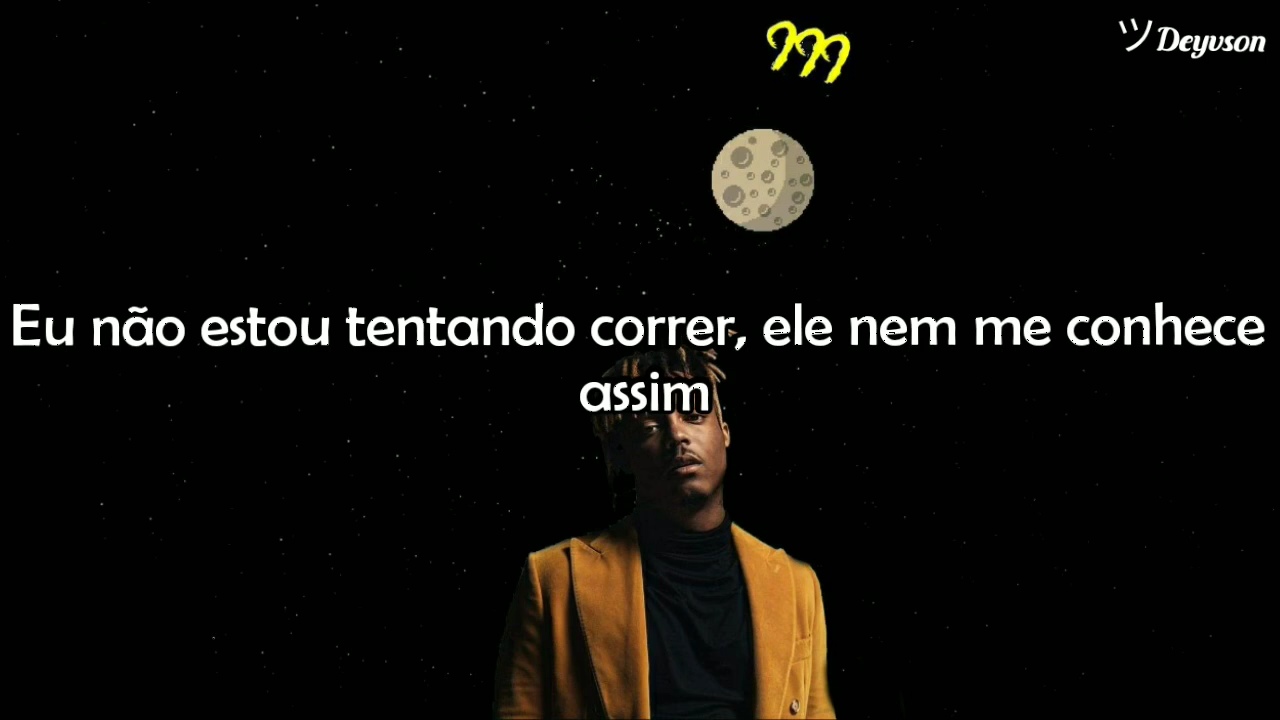 ツ Deyvson
Eu não estou tentando correr, ele nem me conhece
assim